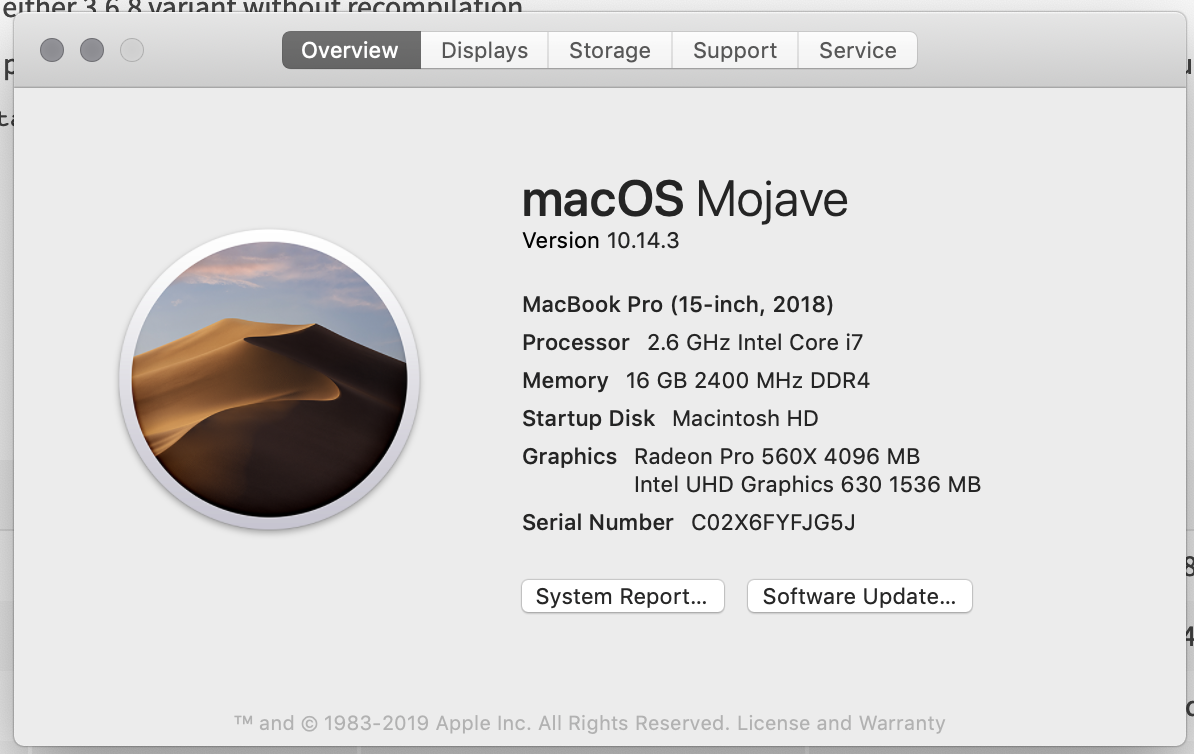 either 3.6.8 variant without recompilation
Overview Displays Storage Support Service
macOS Mojave
Version 10.14.3
MacBook Pro (15-inch, 2018)
Processor 2.6 GHz Intel Core i7
Memory 16 GB 2400 MHz DDR4
Startup Disk Macintosh HD
Graphics Radeon Pro 560X 4096 MB
Intel UHD Graphics 630 1536 MB
Serial Number C02X6FYFJG5J
System Report... Software Update...
™ and © 1983-2019 Apple Inc. All Rights Reserved. License and Warranty